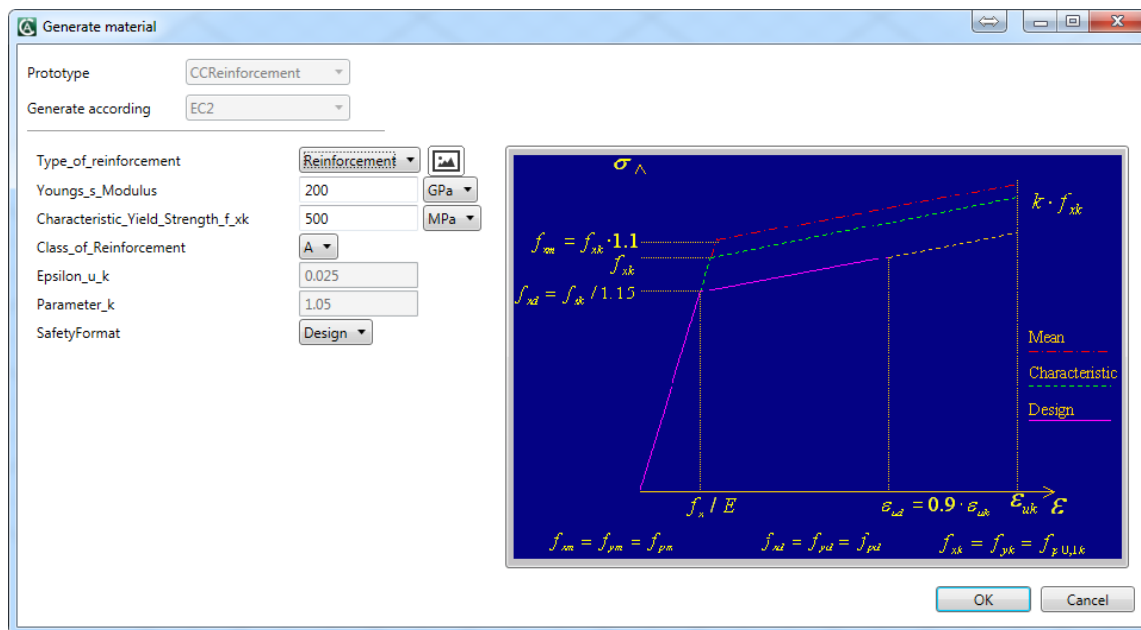 Generate material
Prototype CCReinforcement
Generate according EC2
Type_of_reinforcement Reinforcement
Youngs_s_Modulus 200 GPa
Characteristic_Yield_Strength_f_xk 500 MPa
Class_of_Reinforcement A
Epsilon_u_k 0.025
Parameter_k 1.05
SafetyFormat Design
σ
k · f_xk
f_xm = f_xk · 1.1
f_xk
f_xd = f_xk / 1.15
Mean
Characteristic
Design
f_x / E
ε_ud = 0.9 · ε_uk
ε_uk ε
f_xm = f_ym = f_pm
f_xd = f_yd = f_pd
f_xk = f_yk = f_p0,1k
OK
Cancel